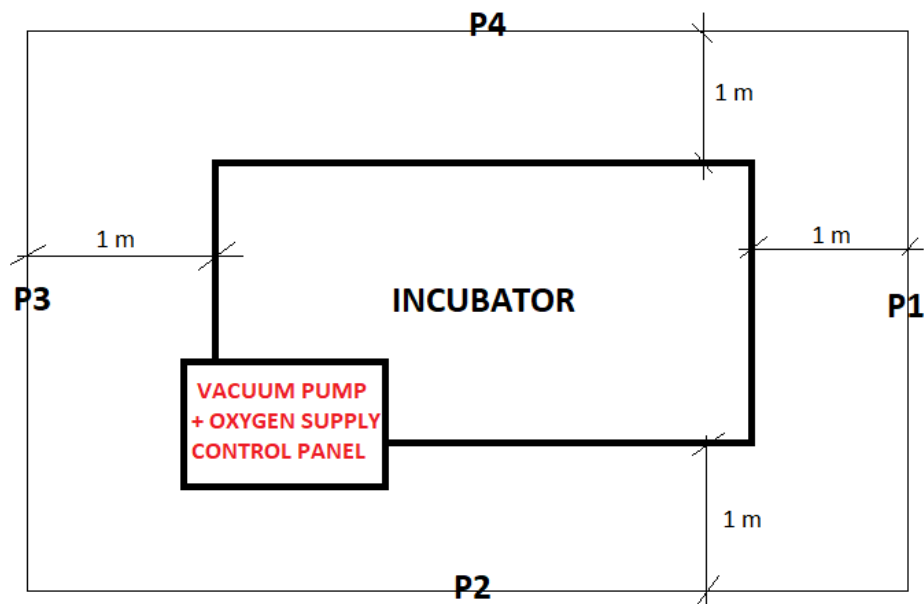 P4
1 m
1 m
1 m
P3
INCUBATOR
P1
VACUUM PUMP
+ OXYGEN SUPPLY
CONTROL PANEL
1 m
P2